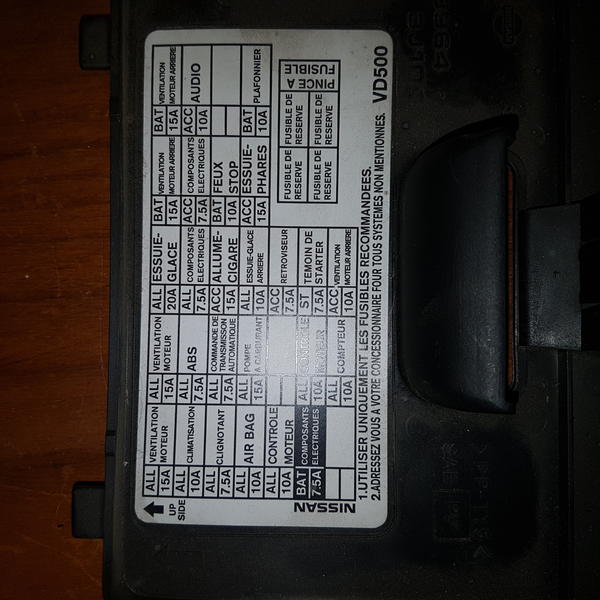 UP
SIDE
NISSAN
ALL VENTILATION
15A MOTEUR
ALL CLIMATISATION
10A
ALL CLIGNOTANT
7.5A
ALL AIR BAG
10A
ALL CONTROLE
10A MOTEUR
BAT COMPOSANTS
7.5A ELECTRIQUES
ALL VENTILATION
15A MOTEUR
ALL ABS
7.5A
ALL COMMANDE DE
TRANSMISSION
7.5A AUTOMATIQUE
ALL POMPE
15A A CARBURANT
ALL CONTROLE
10A MOTEUR
ALL COMPTEUR
10A
ALL ESSUIE-
20A GLACE
ALL COMPOSANTS
7.5A ELECTRIQUES
ACC ALLUME-
15A CIGARE
ALL ESSUIE-GLACE
10A ARRIERE
ACC RETROVISEUR
7.5A
ST TEMOIN DE
7.5A STARTER
ACC VENTILATION
10A MOTEUR ARRIERE
BAT VENTILATION
15A MOTEUR ARRIERE
ACC COMPOSANTS
7.5A ELECTRIQUES
BAT FEUX
10A STOP
ACC ESSUIE-
15A PHARES
BAT VENTILATION
15A MOTEUR ARRIERE
ACC AUDIO
10A
BAT PLAFONNIER
10A
PINCE A
FUSIBLE
FUSIBLE DE
RESERVE
FUSIBLE DE
RESERVE
FUSIBLE DE
RESERVE
FUSIBLE DE
RESERVE
1.UTILISER UNIQUEMENT LES FUSIBLES RECOMMANDEES.
2.ADRESSEZ VOUS A VOTRE CONCESSIONNAIRE POUR TOUS SYSTEMES NON MENTIONNES. VD500